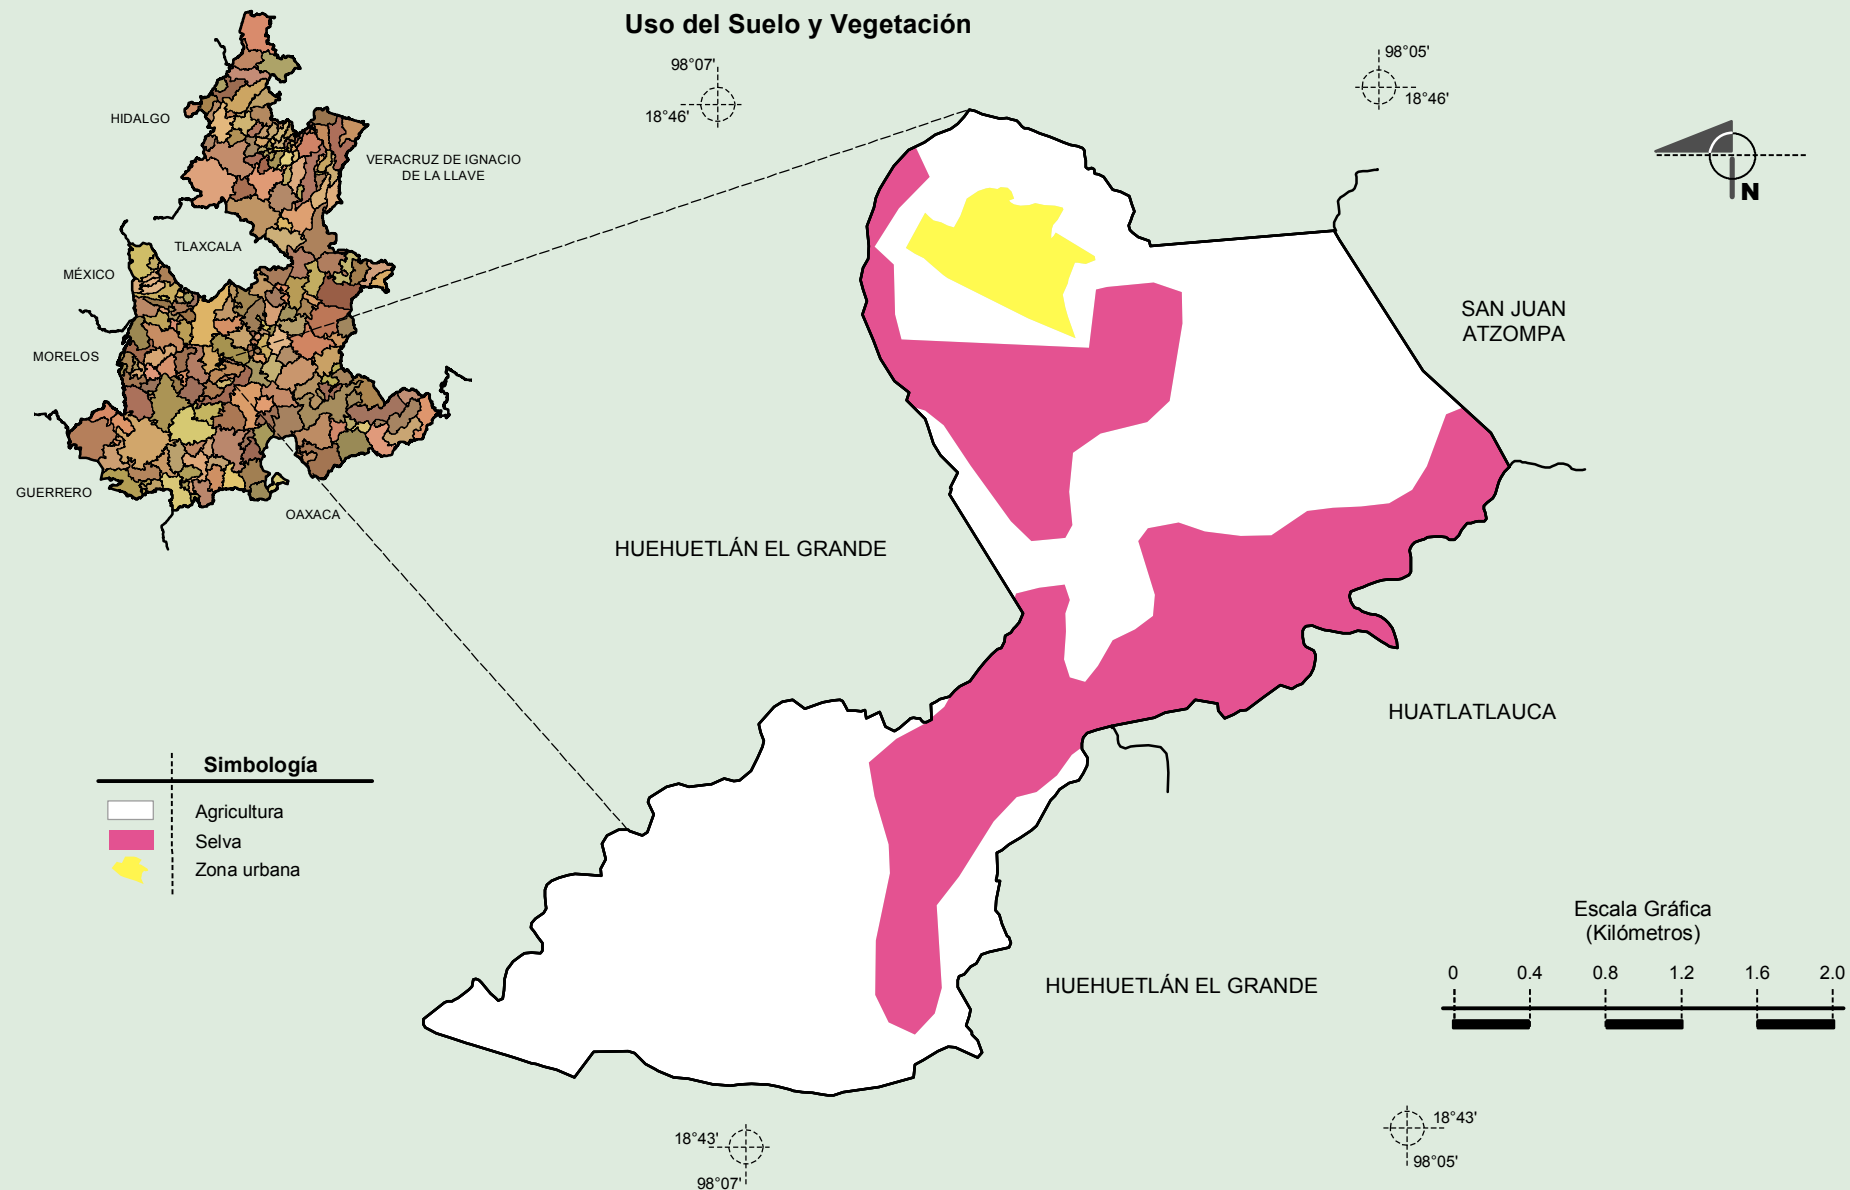 Uso del Suelo y Vegetación
98°07'
18°46'
98°05'
18°46'
HIDALGO
VERACRUZ DE IGNACIO
DE LA LLAVE
TLAXCALA
MÉXICO
MORELOS
GUERRERO
OAXACA
N
SAN JUAN
ATZOMPA
HUEHUETLÁN EL GRANDE
HUATLATLAUCA
Simbología
Agricultura
Selva
Zona urbana
HUEHUETLÁN EL GRANDE
Escala Gráfica
(Kilómetros)
0 0.4 0.8 1.2 1.6 2.0
18°43'
98°07'
18°43'
98°05'